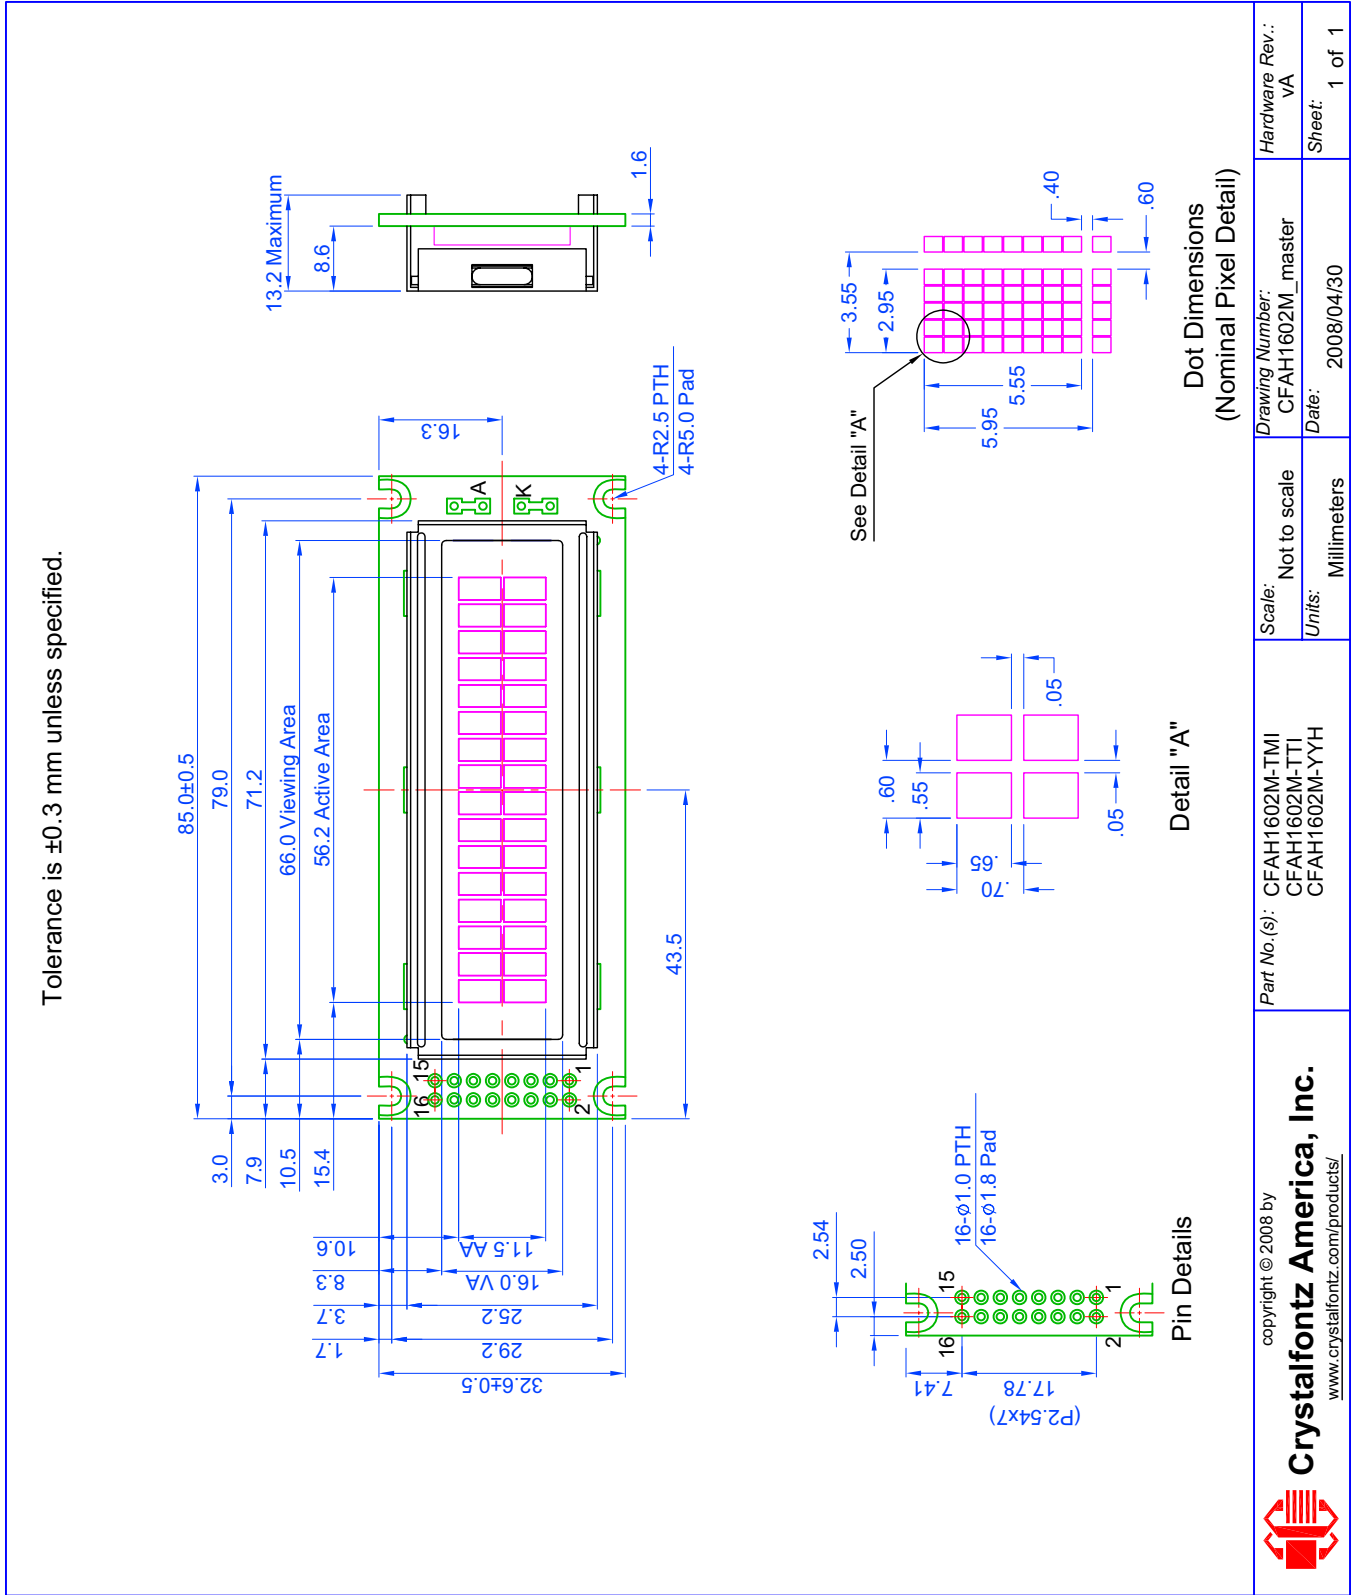 Tolerance is ±0.3 mm unless specified.
85.0±0.5
79.0
71.2
66.0 Viewing Area
56.2 Active Area
3.0
7.9
10.5
15.4
10.6
8.3
3.7
1.7
11.5 AA
16.0 VA
25.2
29.2
32.6±0.5
16
15
2
1
A
K
16.3
43.5
4-R2.5 PTH
4-R5.0 Pad
13.2 Maximum
8.6
1.6
2.54
2.50
16-ø1.0 PTH
16-ø1.8 Pad
16
15
2
1
7.41
17.78
(P2.54x7)
Pin Details
.60
.55
.65
.70
.05
.05
Detail "A"
See Detail "A"
3.55
2.95
5.55
5.95
.40
.60
Dot Dimensions
(Nominal Pixel Detail)
copyright © 2008 by
Crystalfontz America, Inc.
www.crystalfontz.com/products/
Part No.(s): CFAH1602M-TMI
CFAH1602M-TTI
CFAH1602M-YYH
Scale:
Not to scale
Units:
Millimeters
Drawing Number:
CFAH1602M_master
Date:
2008/04/30
Hardware Rev.:
vA
Sheet:
1 of 1